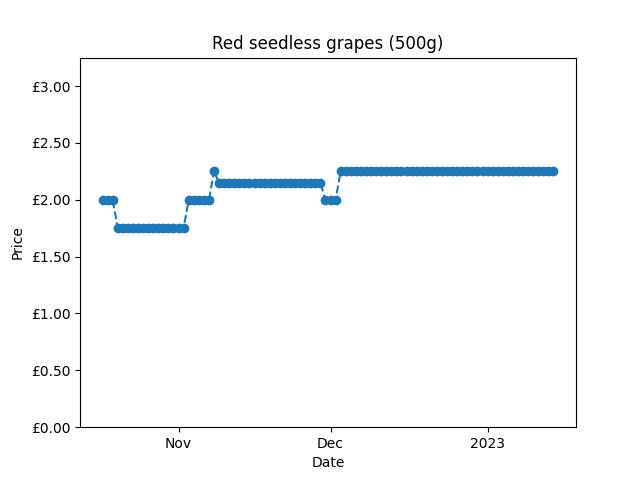 Red seedless grapes (500g)
£3.00
£2.50
£2.00
£1.50
£1.00
£0.50
£0.00
Price
Nov
Dec
2023
Date